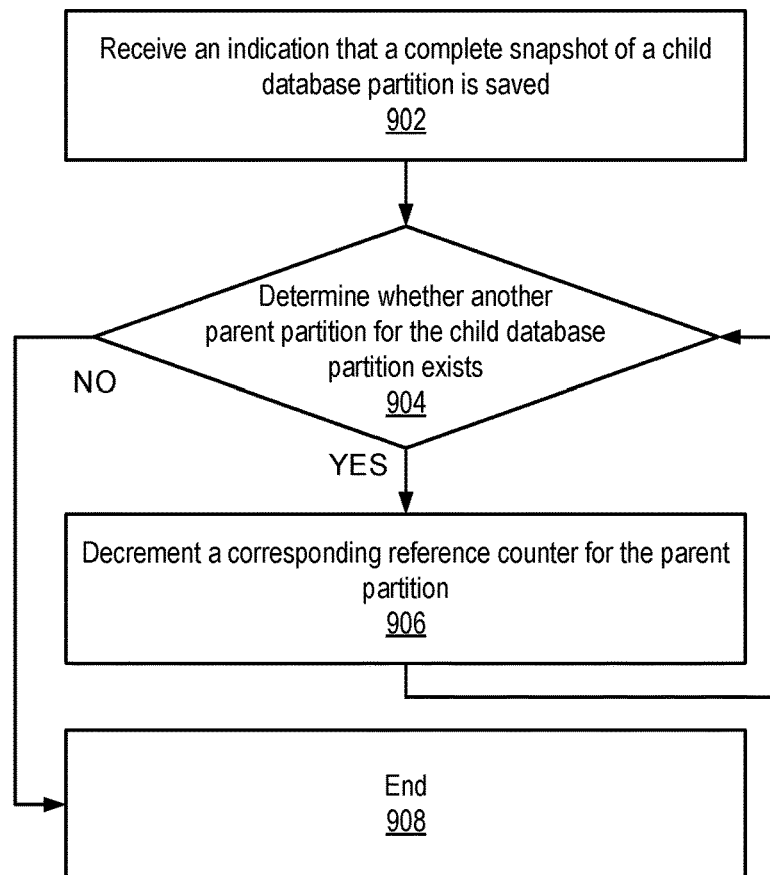 Receive an indication that a complete snapshot of a child
database partition is saved
902
Determine whether another
parent partition for the child database
partition exists
904
NO
YES
Decrement a corresponding reference counter for the parent
partition
906
End
908